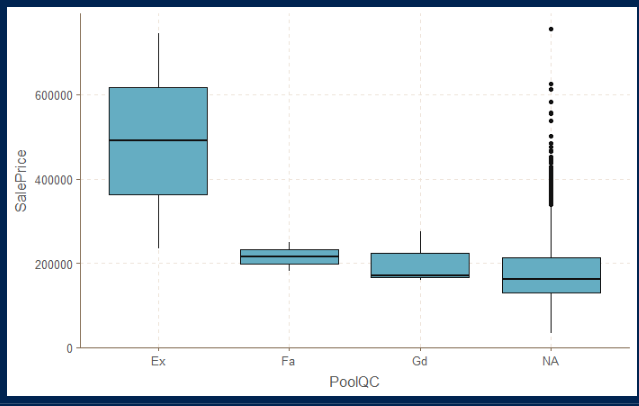 SalePrice
600000
400000
200000
0
Ex Fa Gd NA
PoolQC